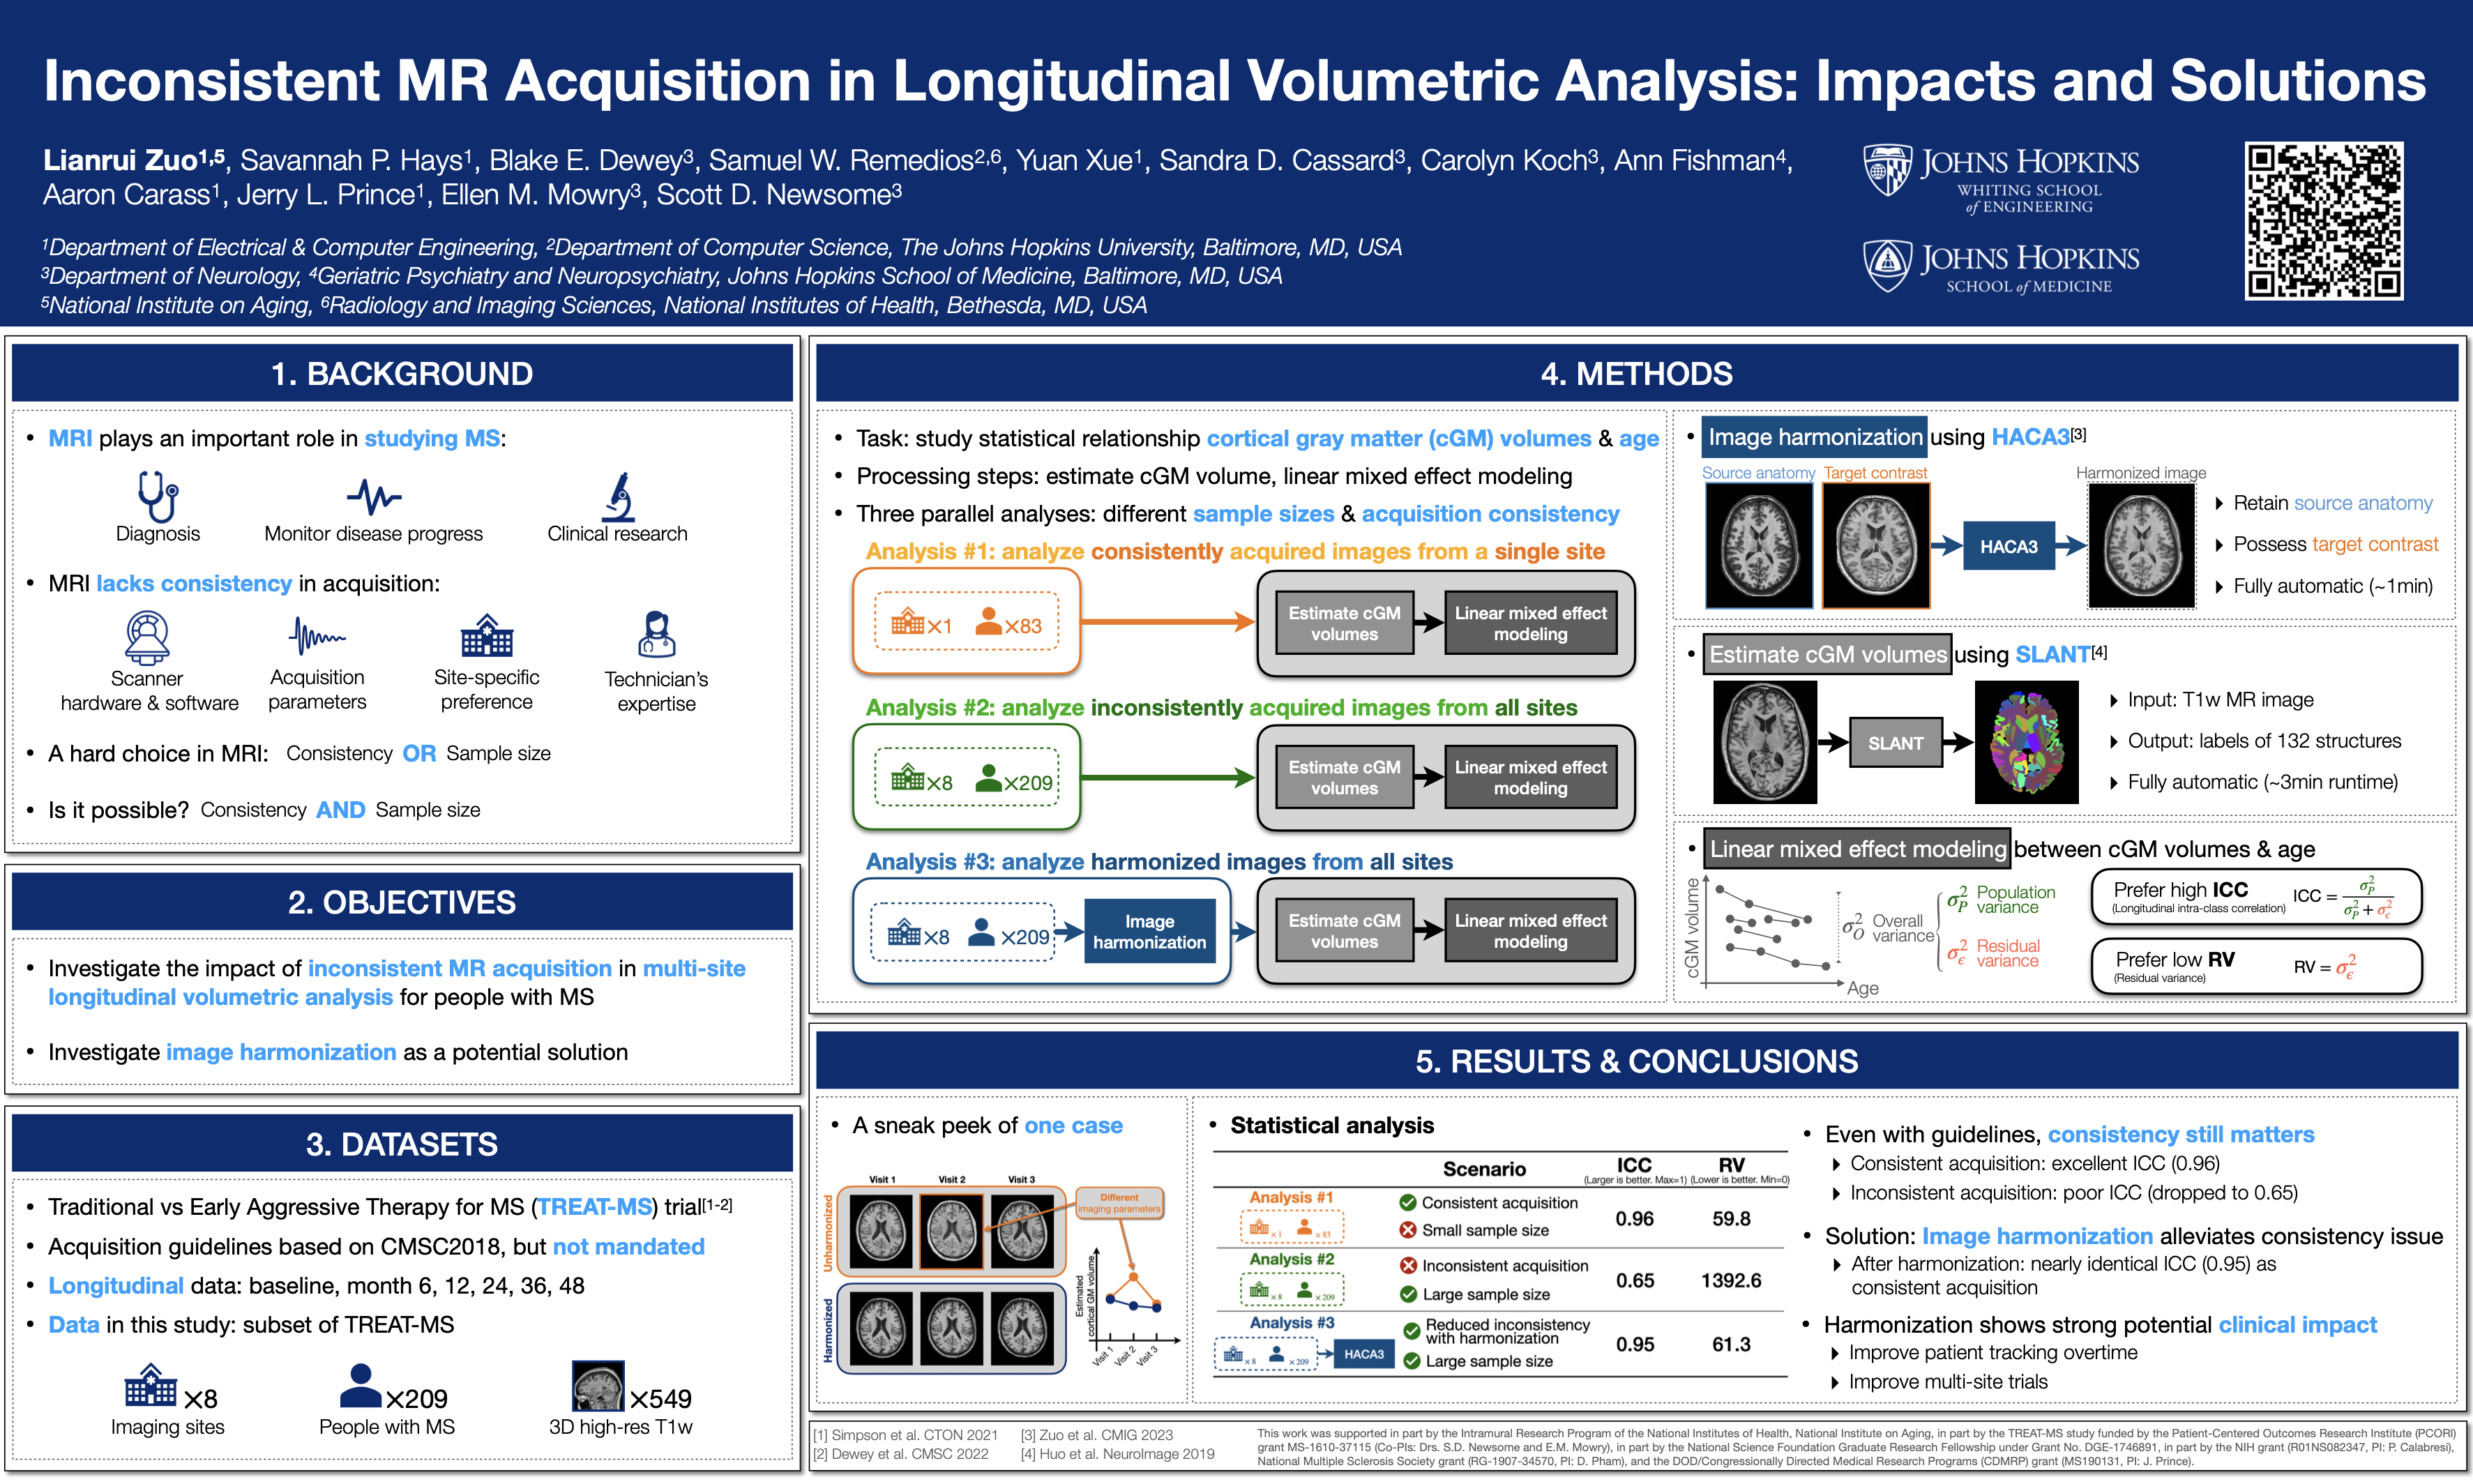 Inconsistent MR Acquisition in Longitudinal Volumetric Analysis: Impacts and Solutions
Lianrui Zuo1,5, Savannah P. Hays1, Blake E. Dewey3, Samuel W. Remedios2,6, Yuan Xue1, Sandra D. Cassard3, Carolyn Koch3, Ann Fishman4,
Aaron Carass1, Jerry L. Prince1, Ellen M. Mowry3, Scott D. Newsome3
1Department of Electrical & Computer Engineering, 2Department of Computer Science, The Johns Hopkins University, Baltimore, MD, USA
3Department of Neurology, 4Geriatric Psychiatry and Neuropsychiatry, Johns Hopkins School of Medicine, Baltimore, MD, USA
5National Institute on Aging, 6Radiology and Imaging Sciences, National Institutes of Health, Bethesda, MD, USA
JOHNS HOPKINS
WHITING SCHOOL
of ENGINEERING
JOHNS HOPKINS
SCHOOL of MEDICINE
1. BACKGROUND
• MRI plays an important role in studying MS:
Diagnosis
Monitor disease progress
Clinical research
• MRI lacks consistency in acquisition:
Scanner
hardware & software
Acquisition
parameters
Site-specific
preference
Technician's
expertise
• A hard choice in MRI: Consistency OR Sample size
• Is it possible? Consistency AND Sample size
2. OBJECTIVES
• Investigate the impact of inconsistent MR acquisition in multi-site
longitudinal volumetric analysis for people with MS
• Investigate image harmonization as a potential solution
3. DATASETS
• Traditional vs Early Aggressive Therapy for MS (TREAT-MS) trial[1-2]
• Acquisition guidelines based on CMSC2018, but not mandated
• Longitudinal data: baseline, month 6, 12, 24, 36, 48
• Data in this study: subset of TREAT-MS
×8
Imaging sites
×209
People with MS
×549
3D high-res T1w
4. METHODS
• Task: study statistical relationship cortical gray matter (cGM) volumes & age
• Processing steps: estimate cGM volume, linear mixed effect modeling
• Three parallel analyses: different sample sizes & acquisition consistency
Analysis #1: analyze consistently acquired images from a single site
×1 ×83
Estimate cGM
volumes
Linear mixed effect
modeling
Analysis #2: analyze inconsistently acquired images from all sites
×8 ×209
Estimate cGM
volumes
Linear mixed effect
modeling
Analysis #3: analyze harmonized images from all sites
×8 ×209
Image
harmonization
Estimate cGM
volumes
Linear mixed effect
modeling
• Image harmonization using HACA3[3]
Source anatomy
Target contrast
Harmonized image
HACA3
Retain source anatomy
Possess target contrast
Fully automatic (~1min)
• Estimate cGM volumes using SLANT[4]
SLANT
Input: T1w MR image
Output: labels of 132 structures
Fully automatic (~3min runtime)
• Linear mixed effect modeling between cGM volumes & age
cGM volume
Age
σ²O Overall
variance
σ²P Population
variance
σ²ϵ Residual
variance
Prefer high ICC
(Longitudinal intra-class correlation)
ICC = σ²P / σ²P + σ²ϵ
Prefer low RV
(Residual variance)
RV = σ²ϵ
5. RESULTS & CONCLUSIONS
• A sneak peek of one case
Visit 1 Visit 2 Visit 3
Unharmonized
Harmonized
Different
imaging parameters
Estimated
cortical GM volume
Visit 1
Visit 2
Visit 3
• Statistical analysis
Scenario ICC RV
(Larger is better. Max=1) (Lower is better. Min=0)
Analysis #1
×1 ×83
Consistent acquisition
Small sample size
0.96 59.8
Analysis #2
×8 ×209
Inconsistent acquisition
Large sample size
0.65 1392.6
Analysis #3
×8 ×209
HACA3
Reduced inconsistency
with harmonization
Large sample size
0.95 61.3
• Even with guidelines, consistency still matters
Consistent acquisition: excellent ICC (0.96)
Inconsistent acquisition: poor ICC (dropped to 0.65)
• Solution: Image harmonization alleviates consistency issue
After harmonization: nearly identical ICC (0.95) as
consistent acquisition
• Harmonization shows strong potential clinical impact
Improve patient tracking overtime
Improve multi-site trials
[1] Simpson et al. CTON 2021
[2] Dewey et al. CMSC 2022
[3] Zuo et al. CMIG 2023
[4] Huo et al. NeuroImage 2019
This work was supported in part by the Intramural Research Program of the National Institutes of Health, National Institute on Aging, in part by the TREAT-MS study funded by the Patient-Centered Outcomes Research Institute (PCORI)
grant MS-1610-37115 (Co-PIs: Drs. S.D. Newsome and E.M. Mowry), in part by the National Science Foundation Graduate Research Fellowship under Grant No. DGE-1746891, in part by the NIH grant (R01NS082347, PI: P. Calabresi),
National Multiple Sclerosis Society grant (RG-1907-34570, PI: D. Pham), and the DOD/Congressionally Directed Medical Research Programs (CDMRP) grant (MS190131, PI: J. Prince).